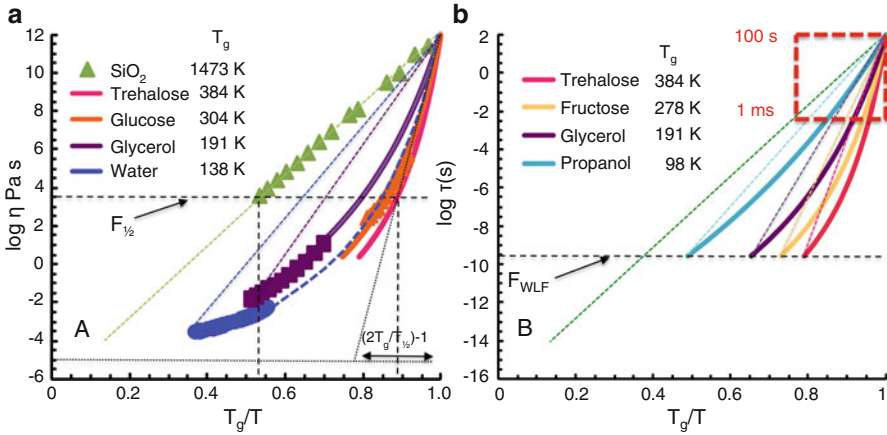 a
T_g
SiO_2 1473 K
Trehalose 384 K
Glucose 304 K
Glycerol 191 K
Water 138 K
F_½
A
(2T_g/T_½)-1
log η Pa s
12
10
8
6
4
2
0
-2
-4
-6
0 0.2 0.4 0.6 0.8 1.0
T_g/T
b
100 s
1 ms
T_g
Trehalose 384 K
Fructose 278 K
Glycerol 191 K
Propanol 98 K
F_WLF
B
log τ(s)
2
0
-2
-4
-6
-8
-10
-12
-14
-16
0 0.2 0.4 0.6 0.8 1
T_g/T